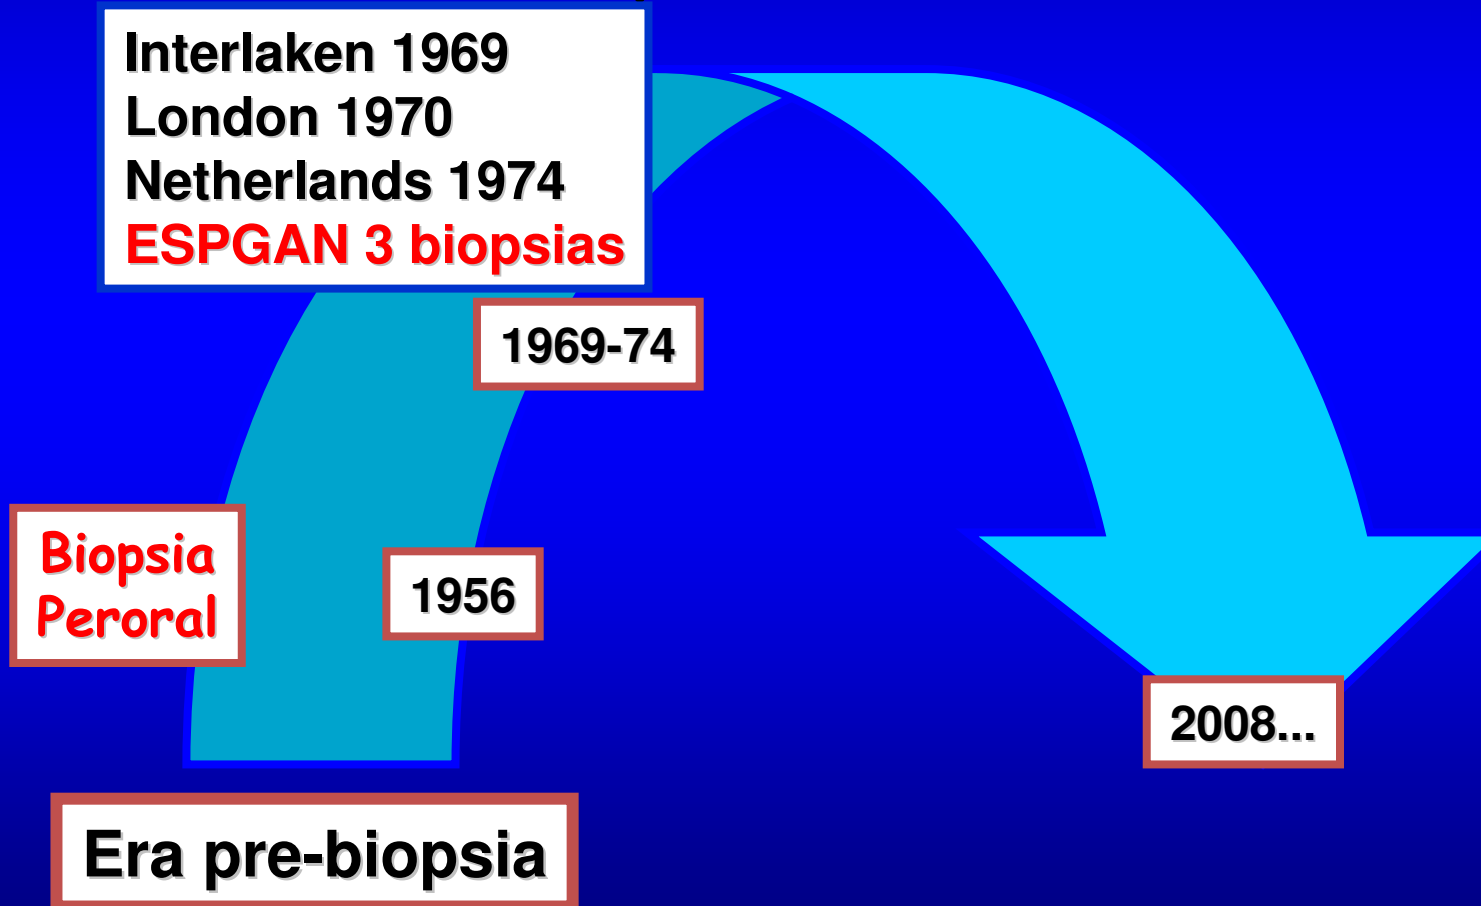 Interlaken 1969
London 1970
Netherlands 1974
ESPGAN 3 biopsias
1969-74
Biopsia
Peroral
1956
2008...
Era pre-biopsia